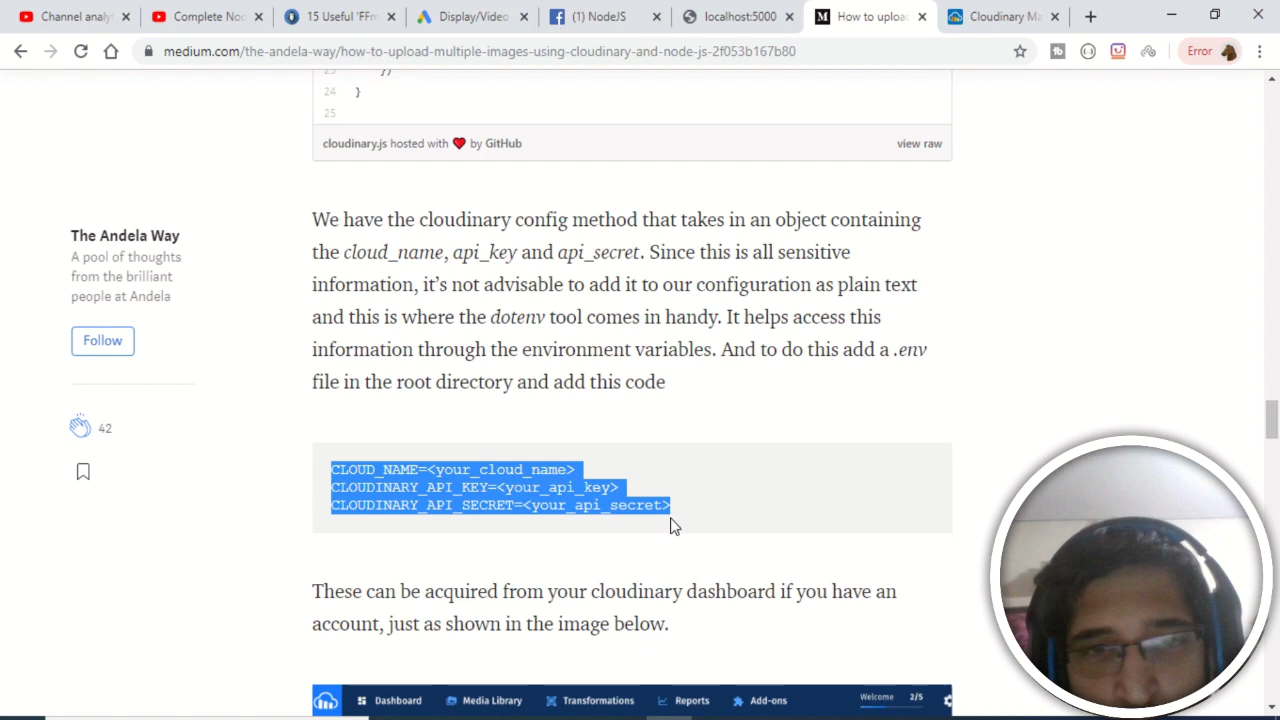 Channel analyt
Complete Noo
15 Useful 'FFm
Display/Video
(1) NodeJS
localhost:5000
How to upload
Cloudinary Ma
medium.com/the-andela-way/how-to-upload-multiple-images-using-cloudinary-and-node-js-2f053b167b80
Error
23 })
24 }
25
cloudinary.js hosted with ❤ by GitHub
view raw
We have the cloudinary config method that takes in an object containing
the cloud_name, api_key and api_secret. Since this is all sensitive
information, it’s not advisable to add it to our configuration as plain text
and this is where the dotenv tool comes in handy. It helps access this
information through the environment variables. And to do this add a .env
file in the root directory and add this code
The Andela Way
A pool of thoughts
from the brilliant
people at Andela
Follow
42
CLOUD_NAME=<your_cloud_name>
CLOUDINARY_API_KEY=<your_api_key>
CLOUDINARY_API_SECRET=<your_api_secret>
These can be acquired from your cloudinary dashboard if you have an
account, just as shown in the image below.
Dashboard
Media Library
Transformations
Reports
Add-ons
Welcome 2/5